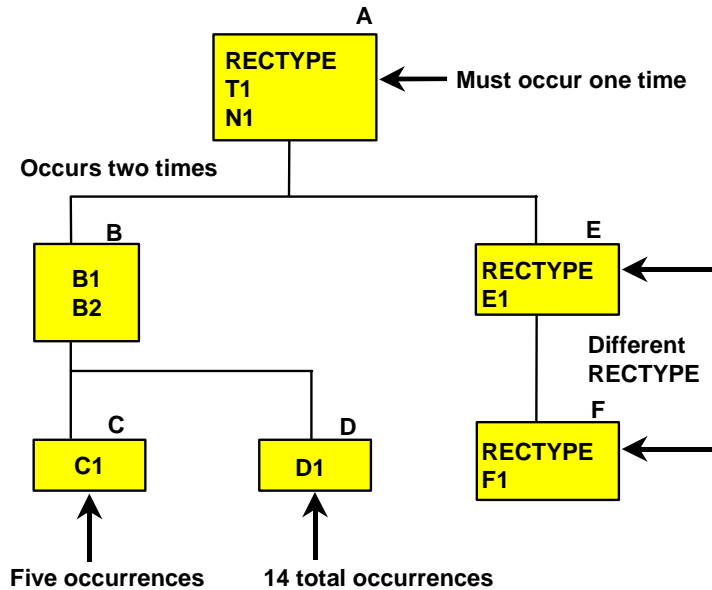 A
RECTYPE
T1
N1
Must occur one time
Occurs two times
B
B1
B2
E
RECTYPE
E1
Different
RECTYPE
C
C1
D
D1
F
RECTYPE
F1
Five occurrences
14 total occurrences